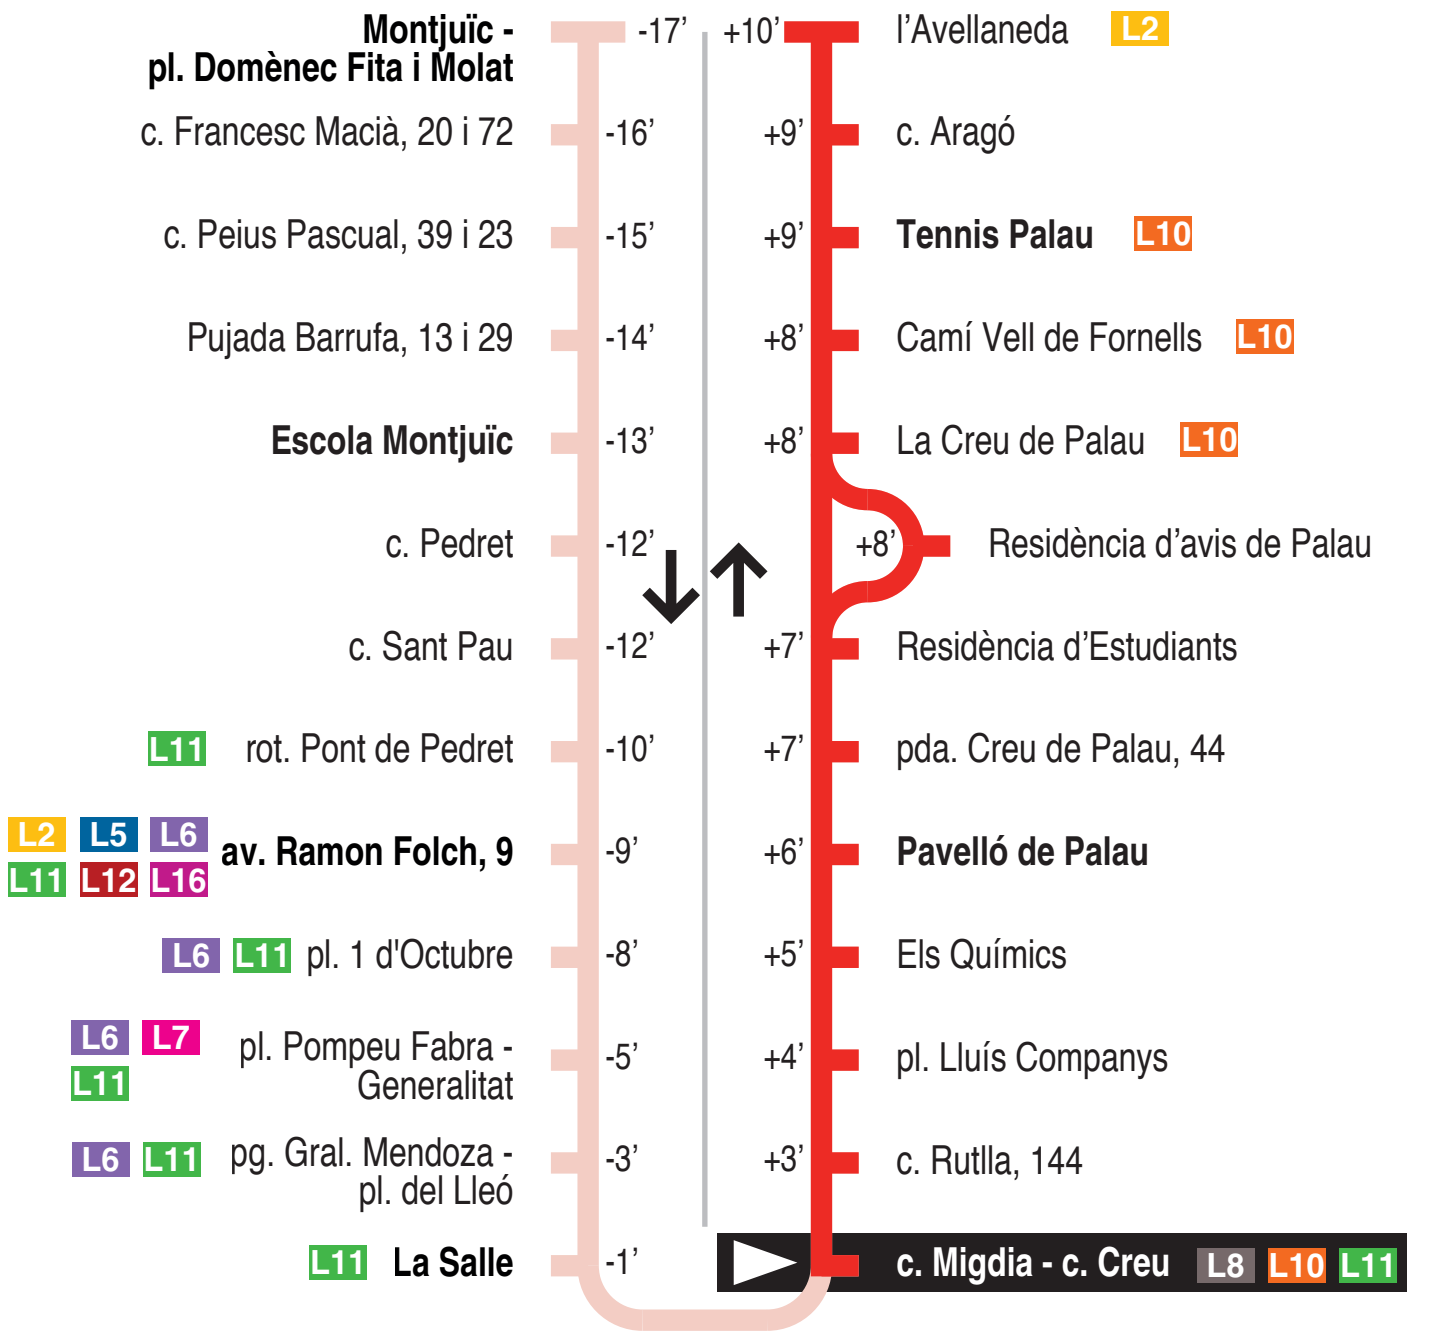 Montjuïc -
pl. Domènec Fita i Molat
-17’
c. Francesc Macià, 20 i 72
-16’
c. Peius Pascual, 39 i 23
-15’
Pujada Barrufa, 13 i 29
-14’
Escola Montjuïc
-13’
c. Pedret
-12’
c. Sant Pau
-12’
L11 rot. Pont de Pedret
-10’
L2 L5 L6
L11 L12 L16
av. Ramon Folch, 9
-9’
L6 L11 pl. 1 d'Octubre
-8’
L6 L7
L11
pl. Pompeu Fabra -
Generalitat
-5’
L6 L11
pg. Gral. Mendoza -
pl. del Lleó
-3’
L11 La Salle
-1’
+10’ l’Avellaneda L2
+9’ c. Aragó
+9’ Tennis Palau L10
+8’ Camí Vell de Fornells L10
+8’ La Creu de Palau L10
+8’ Residència d’avis de Palau
+7’ Residència d’Estudiants
+7’ pda. Creu de Palau, 44
+6’ Pavelló de Palau
+5’ Els Químics
+4’ pl. Lluís Companys
+3’ c. Rutlla, 144
c. Migdia - c. Creu L8 L10 L11